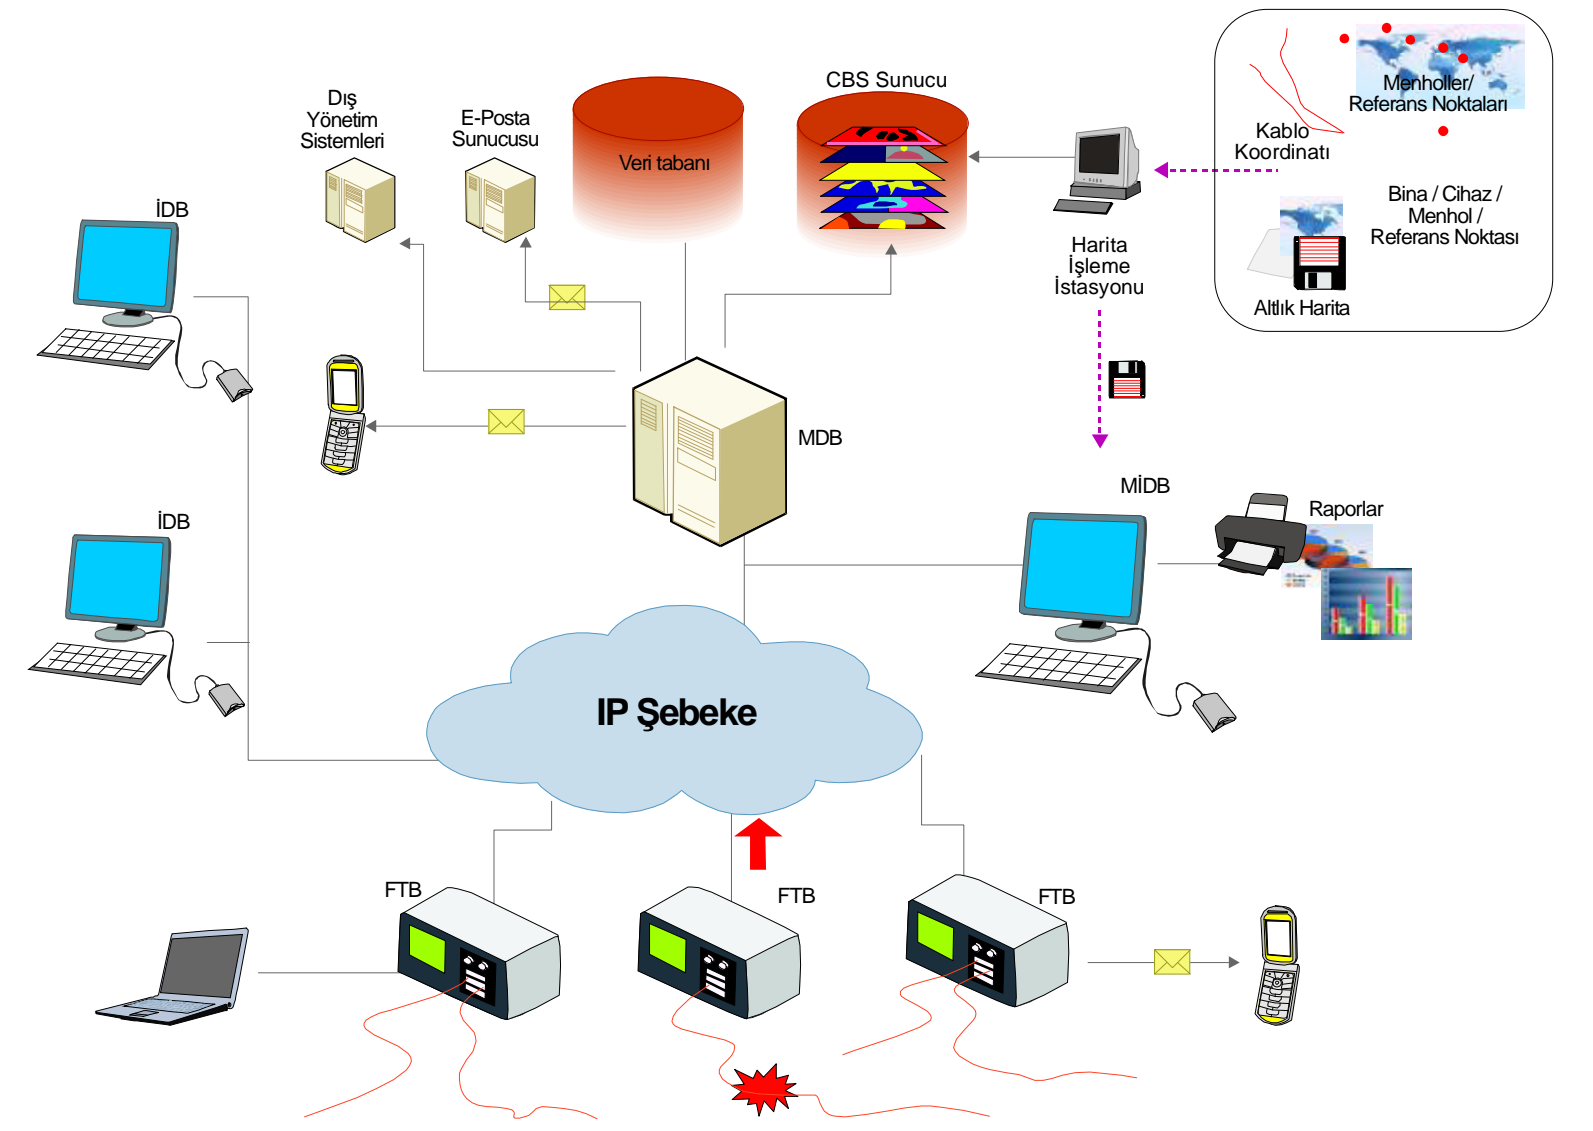 CBS Sunucu
Dış
Yönetim
Sistemleri
E-Posta
Sunucusu
Veri tabanı
Menholler/
Referans Noktaları
Kablo
Koordinatı
Bina / Cihaz /
Menhol /
Referans Noktası
Altlık Harita
Harita
İşleme
İstasyonu
İDB
MDB
MİDB
Raporlar
İDB
IP Şebeke
FTB
FTB
FTB